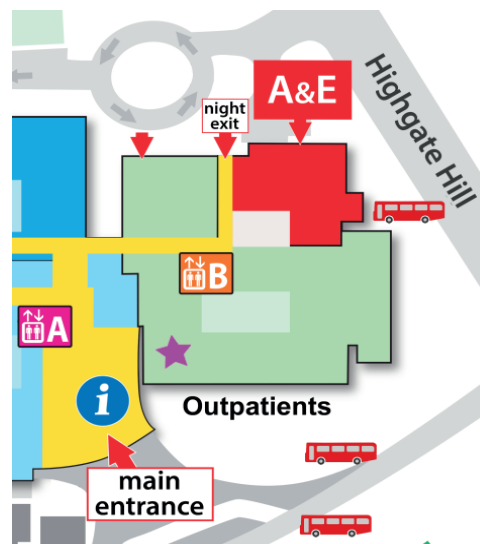 A&E
night
exit
Highgate Hill
B
A
i
Outpatients
main
entrance